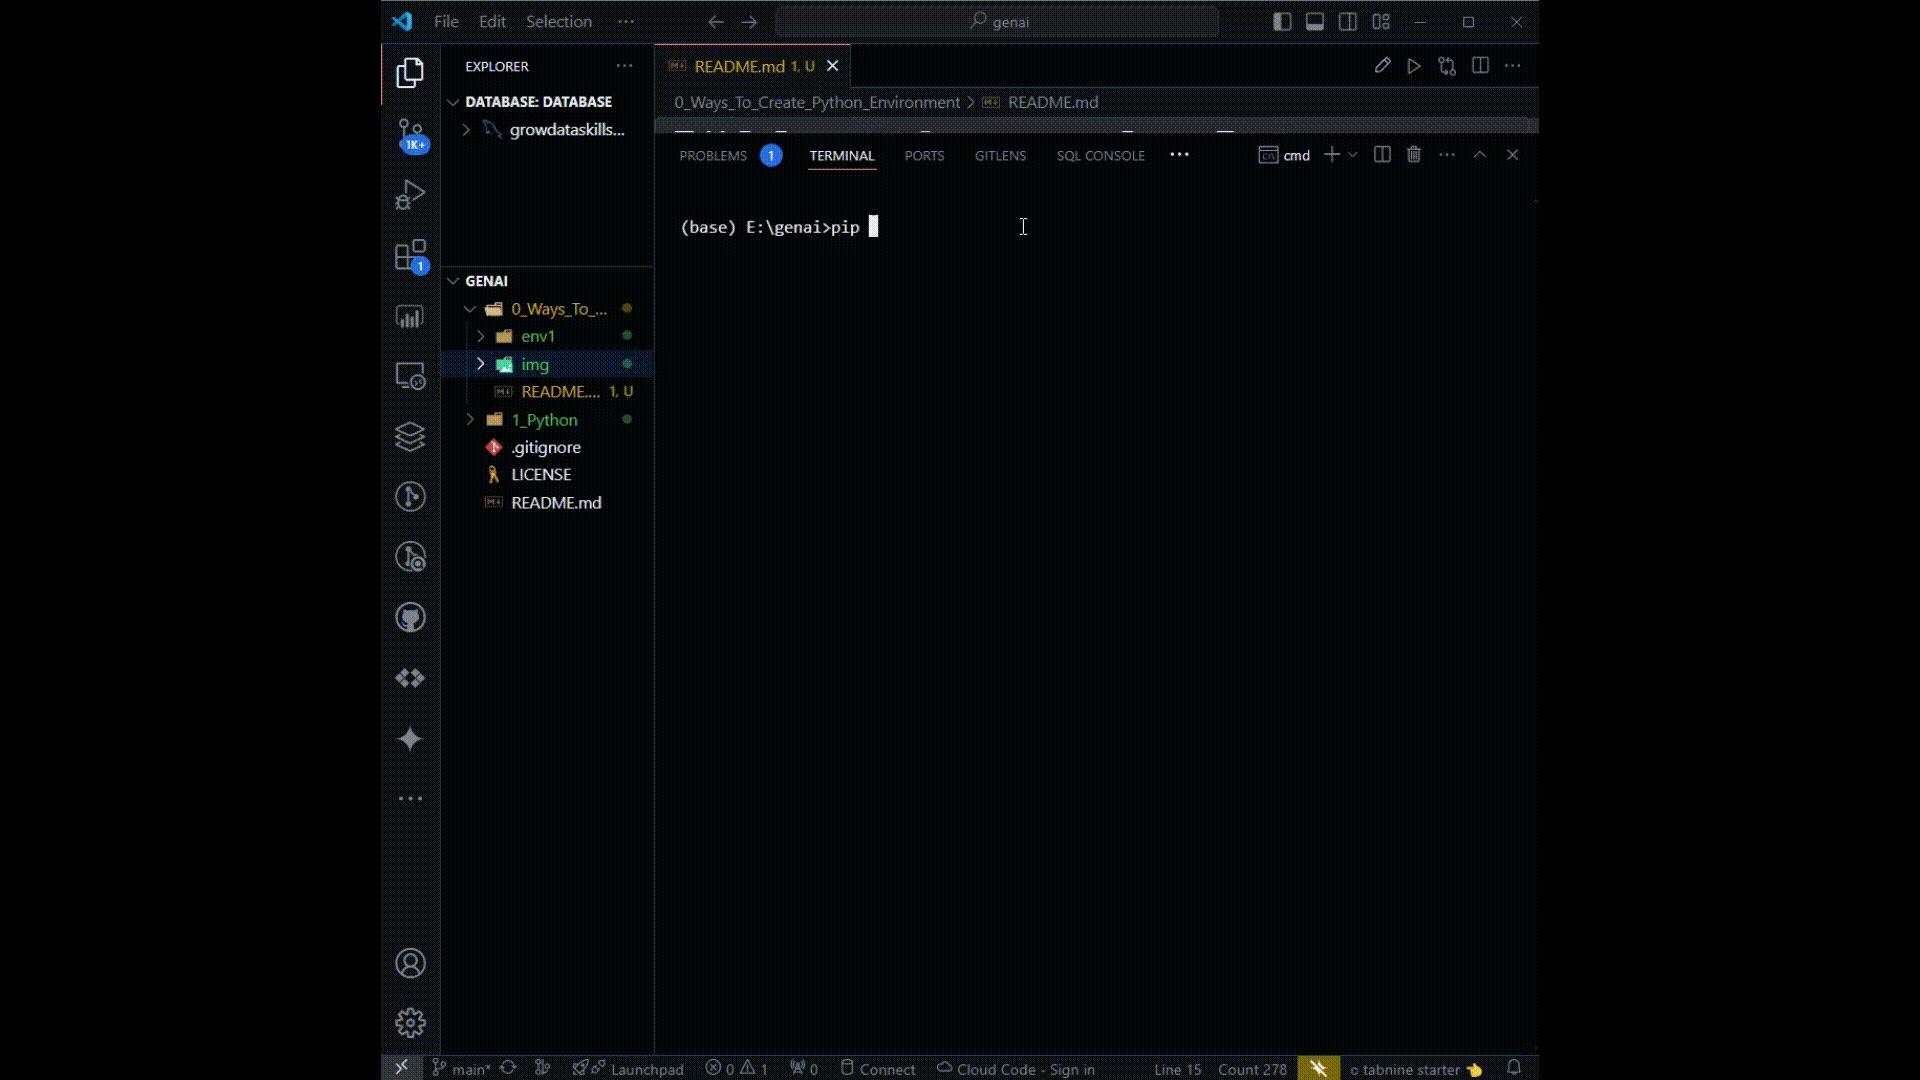 File Edit Selection ··· genai
EXPLORER ···
README.md 1, U
DATABASE: DATABASE
0_Ways_To_Create_Python_Environment > README.md
growdataskills...
1K+
PROBLEMS 1 TERMINAL PORTS GITLENS SQL CONSOLE ··· cmd
(base) E:\genai>pip
1
GENAI
0_Ways_To_...
env1
img
README.... 1, U
1_Python
.gitignore
LICENSE
README.md
main* Launchpad 0 1 0 Connect Cloud Code - Sign in Line 15 Count 278 tabnine starter